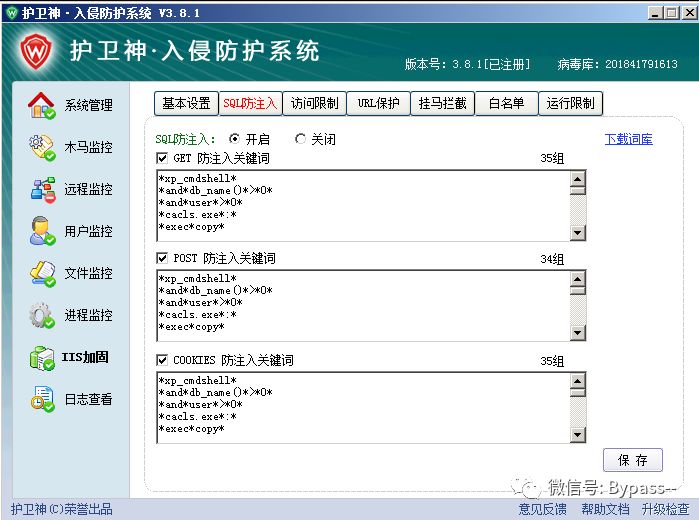 护卫神·入侵防护系统 V3.8.1
护卫神·入侵防护系统
版本号: 3.8.1[已注册] 病毒库: 201841791613
系统管理
木马监控
远程监控
用户监控
文件监控
进程监控
IIS加固
日志查看
基本设置 SQL防注入 访问限制 URL保护 挂马拦截 白名单 运行限制
SQL防注入: 开启 关闭 下载词库
GET 防注入关键词 35组
*xp_cmdshell*
*and*db_name()*>*0*
*and*user*>*0*
*cacls.exe*:*
*exec*copy*
POST 防注入关键词 34组
*xp_cmdshell*
*and*db_name()*>*0*
*and*user*>*0*
*cacls.exe*:*
*exec*copy*
COOKIES 防注入关键词 35组
*xp_cmdshell*
*and*db_name()*>*0*
*and*user*>*0*
*cacls.exe*:*
*exec*copy*
保 存
微信号: Bypass--
护卫神(C)荣誉出品 意见反馈 帮助文档 升级检查